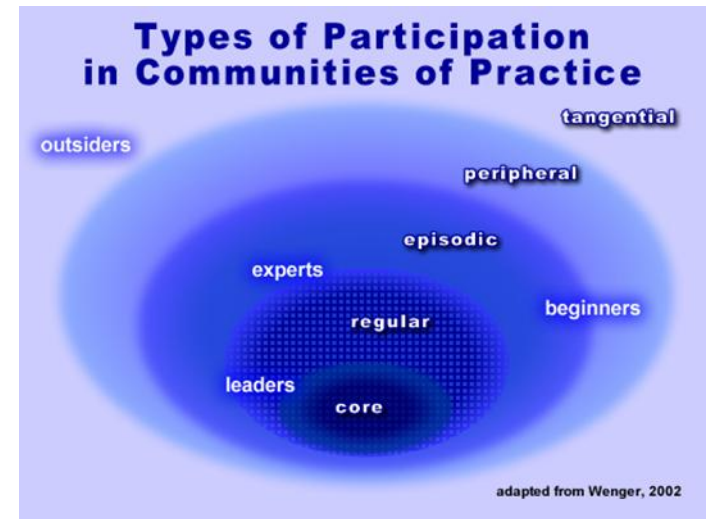 Types of Participation
in Communities of Practice
tangential
outsiders
peripheral
episodic
experts
beginners
regular
leaders
core
adapted from Wenger, 2002